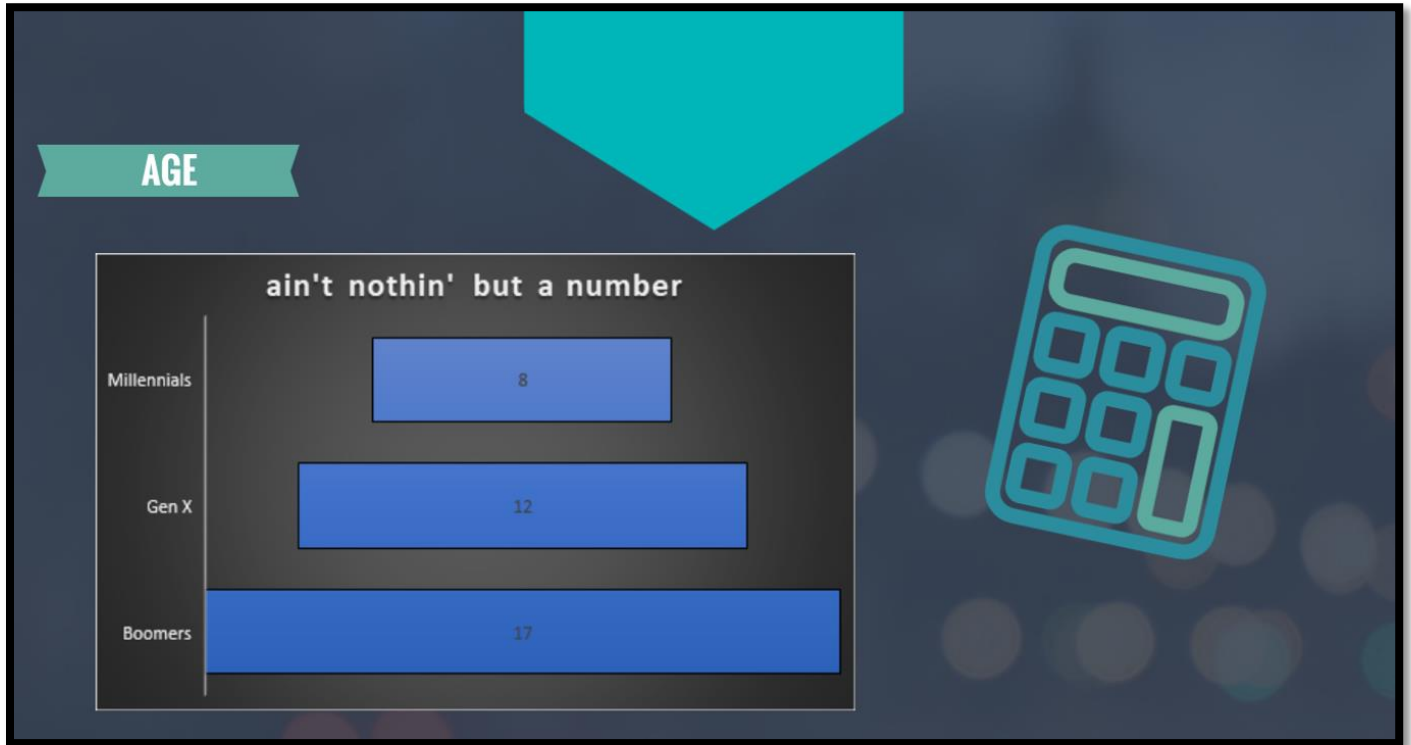 AGE
ain't nothin' but a number
Millennials
8
Gen X
12
Boomers
17